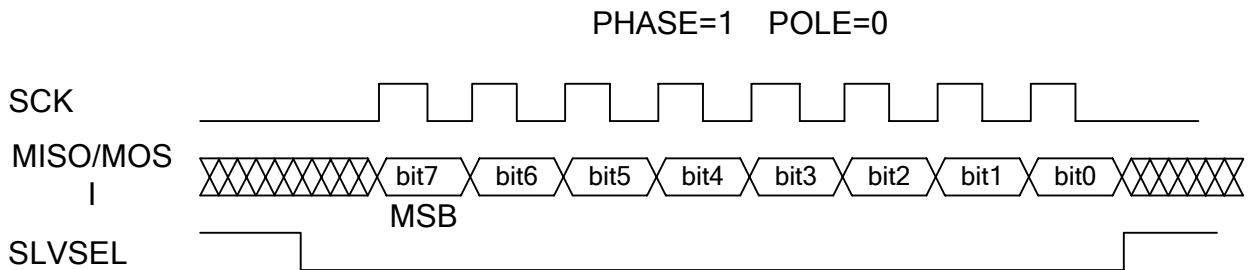 PHASE=1 POLE=0
SCK
MISO/MOS
I
bit7 bit6 bit5 bit4 bit3 bit2 bit1 bit0
MSB
SLVSEL